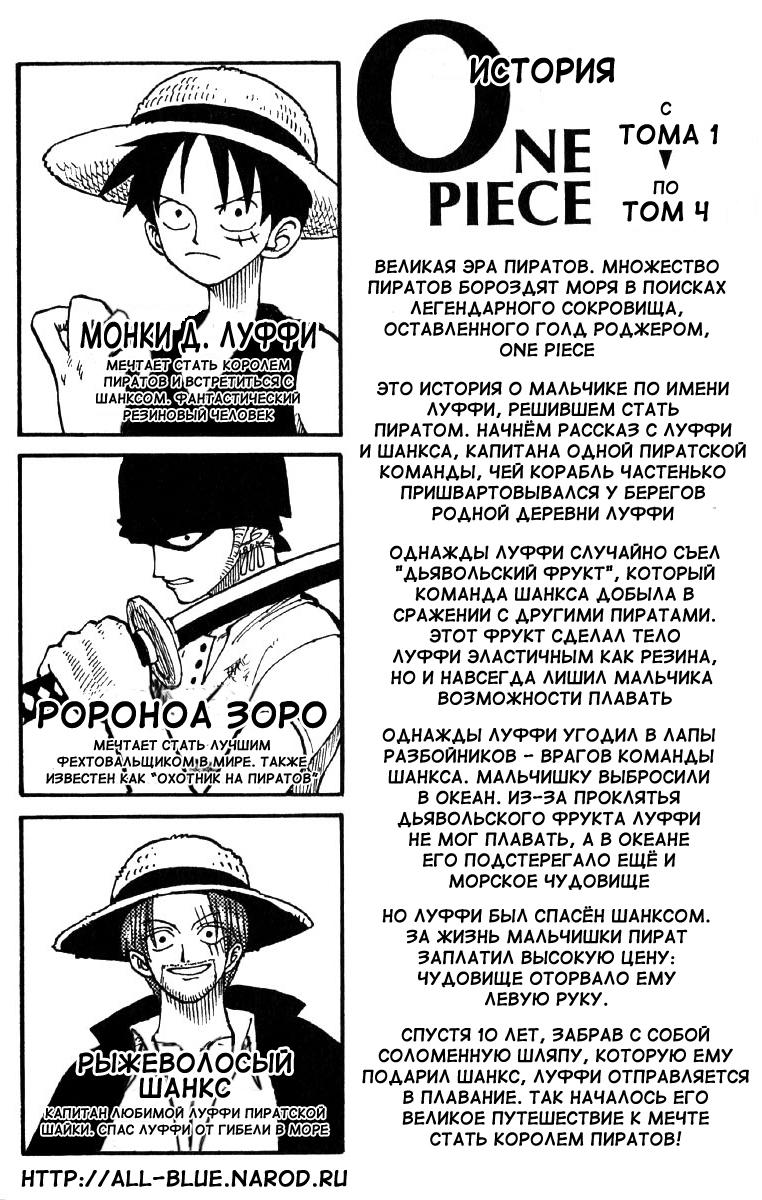 ИСТОРИЯ
ONE
PIECE
С
ТОМА 1
ПО
ТОМ 4
МОНКИ Д. ЛУФФИ
МЕЧТАЕТ СТАТЬ КОРОЛЕМ
ПИРАТОВ И ВСТРЕТИТЬСЯ С
ШАНКСОМ. ФАНТАСТИЧЕСКИЙ
РЕЗИНОВЫЙ ЧЕЛОВЕК
РОРОНОА ЗОРО
МЕЧТАЕТ СТАТЬ ЛУЧШИМ
ФЕХТОВАЛЬЩИКОМ В МИРЕ. ТАКЖЕ
ИЗВЕСТЕН КАК "ОХОТНИК НА ПИРАТОВ"
РЫЖЕВОЛОСЫЙ
ШАНКС
КАПИТАН ЛЮБИМОЙ ЛУФФИ ПИРАТСКОЙ
ШАЙКИ. СПАС ЛУФФИ ОТ ГИБЕЛИ В МОРЕ
ВЕЛИКАЯ ЭРА ПИРАТОВ. МНОЖЕСТВО
ПИРАТОВ БОРОЗДЯТ МОРЯ В ПОИСКАХ
ЛЕГЕНДАРНОГО СОКРОВИЩА,
ОСТАВЛЕННОГО ГОЛД РОДЖЕРОМ,
ONE PIECE
ЭТО ИСТОРИЯ О МАЛЬЧИКЕ ПО ИМЕНИ
ЛУФФИ, РЕШИВШЕМ СТАТЬ
ПИРАТОМ. НАЧНЁМ РАССКАЗ С ЛУФФИ
И ШАНКСА, КАПИТАНА ОДНОЙ ПИРАТСКОЙ
КОМАНДЫ, ЧЕЙ КОРАБЛЬ ЧАСТЕНЬКО
ПРИШВАРТОВЫВАЛСЯ У БЕРЕГОВ
РОДНОЙ ДЕРЕВНИ ЛУФФИ
ОДНАЖДЫ ЛУФФИ СЛУЧАЙНО СЪЕЛ
"ДЬЯВОЛЬСКИЙ ФРУКТ", КОТОРЫЙ
КОМАНДА ШАНКСА ДОБЫЛА В
СРАЖЕНИИ С ДРУГИМИ ПИРАТАМИ.
ЭТОТ ФРУКТ СДЕЛАЛ ТЕЛО
ЛУФФИ ЭЛАСТИЧНЫМ КАК РЕЗИНА,
НО И НАВСЕГДА ЛИШИЛ МАЛЬЧИКА
ВОЗМОЖНОСТИ ПЛАВАТЬ
ОДНАЖДЫ ЛУФФИ УГОДИЛ В ЛАПЫ
РАЗБОЙНИКОВ - ВРАГОВ КОМАНДЫ
ШАНКСА. МАЛЬЧИШКУ ВЫБРОСИЛИ
В ОКЕАН. ИЗ-ЗА ПРОКЛЯТЬЯ
ДЬЯВОЛЬСКОГО ФРУКТА ЛУФФИ
НЕ МОГ ПЛАВАТЬ, А В ОКЕАНЕ
ЕГО ПОДСТЕРЕГАЛО ЕЩЁ И
МОРСКОЕ ЧУДОВИЩЕ
НО ЛУФФИ БЫЛ СПАСЁН ШАНКСОМ.
ЗА ЖИЗНЬ МАЛЬЧИШКИ ПИРАТ
ЗАПЛАТИЛ ВЫСОКУЮ ЦЕНУ:
ЧУДОВИЩЕ ОТОРВАЛО ЕМУ
ЛЕВУЮ РУКУ.
СПУСТЯ 10 ЛЕТ, ЗАБРАВ С СОБОЙ
СОЛОМЕННУЮ ШЛЯПУ, КОТОРУЮ ЕМУ
ПОДАРИЛ ШАНКС, ЛУФФИ ОТПРАВЛЯЕТСЯ
В ПЛАВАНИЕ. ТАК НАЧАЛОСЬ ЕГО
ВЕЛИКОЕ ПУТЕШЕСТВИЕ К МЕЧТЕ
СТАТЬ КОРОЛЕМ ПИРАТОВ!
HTTP://ALL-BLUE.NAROD.RU